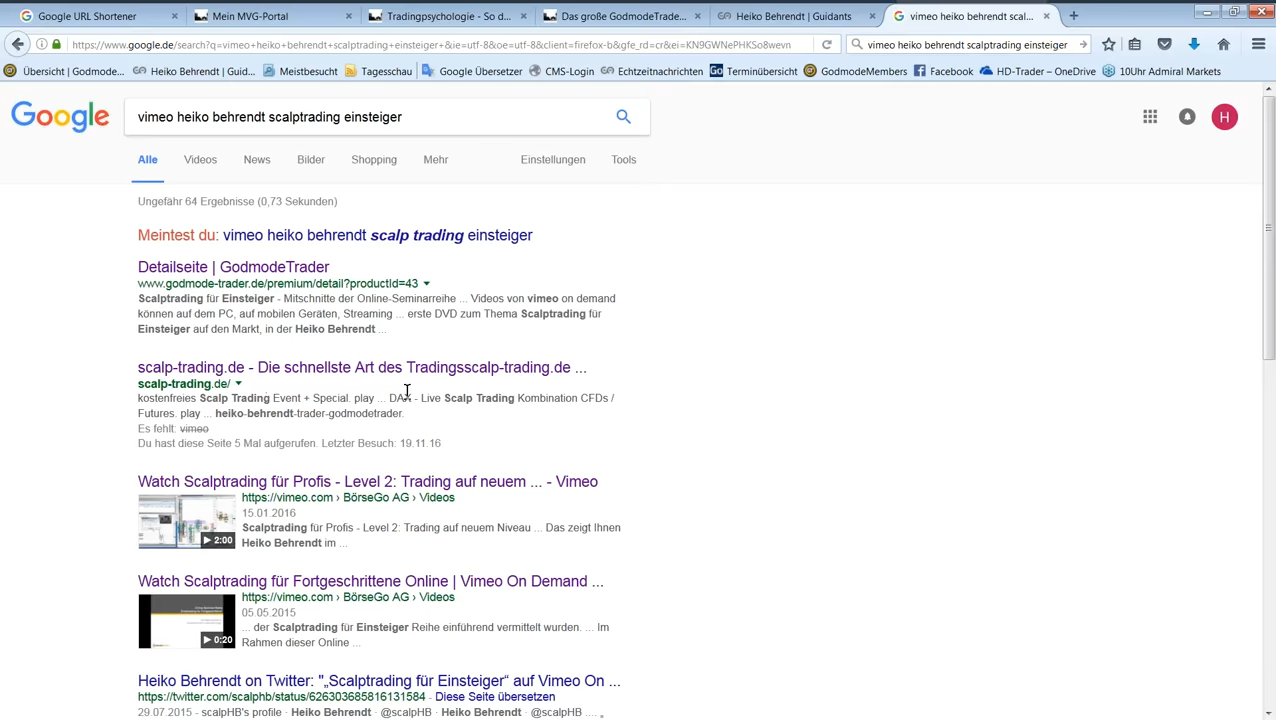 Google URL Shortener
Mein MVG-Portal
Tradingpsychologie - So d...
Das große GodmodeTrade...
Heiko Behrendt | Guidants
vimeo heiko behrendt scal...
https://www.google.de/search?q=vimeo+heiko+behrendt+scalptrading+einsteiger+&ie=utf-8&oe=utf-8&client=firefox-b&gfe_rd=cr&ei=KN9GWNePHKSo8wevn
vimeo heiko behrendt scalptrading einsteiger
Übersicht | Godmode...
Heiko Behrendt | Guid...
Meistbesucht
Tagesschau
Google Übersetzer
CMS-Login
Echtzeitnachrichten
Go Terminübersicht
GodmodeMembers
Facebook
HD-Trader – OneDrive
10Uhr Admiral Markets
Google
vimeo heiko behrendt scalptrading einsteiger
H
Alle Videos News Bilder Shopping Mehr Einstellungen Tools
Ungefähr 64 Ergebnisse (0,73 Sekunden)
Meintest du: vimeo heiko behrendt scalp trading einsteiger
Detailseite | GodmodeTrader
www.godmode-trader.de/premium/detail?productId=43
Scalptrading für Einsteiger - Mitschnitte der Online-Seminarreihe ... Videos von vimeo on demand
können auf dem PC, auf mobilen Geräten, Streaming ... erste DVD zum Thema Scalptrading für
Einsteiger auf den Markt, in der Heiko Behrendt ...
scalp-trading.de - Die schnellste Art des Tradingsscalp-trading.de ...
scalp-trading.de/
kostenfreies Scalp Trading Event + Special. play ... DAX - Live Scalp Trading Kombination CFDs /
Futures. play ... heiko-behrendt-trader-godmodetrader.
Es fehlt: vimeo
Du hast diese Seite 5 Mal aufgerufen. Letzter Besuch: 19.11.16
Watch Scalptrading für Profis - Level 2: Trading auf neuem ... - Vimeo
https://vimeo.com › BörseGo AG › Videos
15.01.2016
Scalptrading für Profis - Level 2: Trading auf neuem Niveau ... Das zeigt Ihnen
2:00
Heiko Behrendt im ...
Watch Scalptrading für Fortgeschrittene Online | Vimeo On Demand ...
https://vimeo.com › BörseGo AG › Videos
05.05.2015
... der Scalptrading für Einsteiger Reihe einführend vermittelt wurden. ... Im
0:20
Rahmen dieser Online ...
Heiko Behrendt on Twitter: "„Scalptrading für Einsteiger“ auf Vimeo On ...
https://twitter.com/scalphb/status/626303685816131584 - Diese Seite übersetzen
29.07.2015 - scalpHB's profile · Heiko Behrendt · @scalpHB · Heiko Behrendt · @scalpHB ....